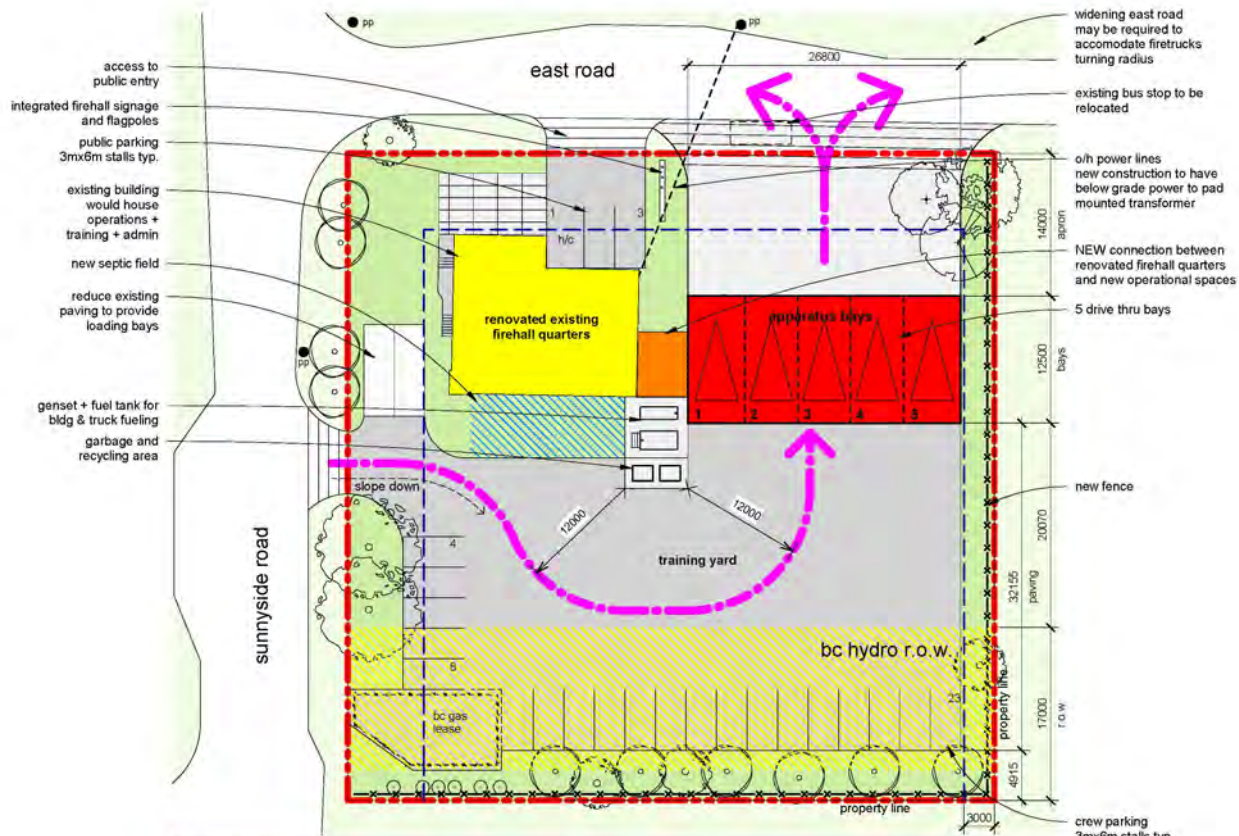 pp
pp
access to
public entry
integrated firehall signage
and flagpoles
public parking
3mx6m stalls typ.
existing building
would house
operations +
training + admin
new septic field
reduce existing
paving to provide
loading bays
pp
genset + fuel tank for
bldg & truck fueling
garbage and
recycling area
east road
26800
widening east road
may be required to
accomodate firetrucks
turning radius
existing bus stop to be
relocated
o/h power lines
new construction to have
below grade power to pad
mounted transformer
NEW connection between
renovated firehall quarters
and new operational spaces
5 drive thru bays
new fence
crew parking
3mx6m stalls typ.
1
3
h/c
renovated existing
firehall quarters
apparatus bays
1
2
3
4
5
14000
apron
12500
bays
20070
32155
paving
17000
r.o.w
4915
3000
slope down
12000
12000
training yard
4
8
bc hydro r.o.w.
23
bc gas
lease
property line
property line
sunnyside road